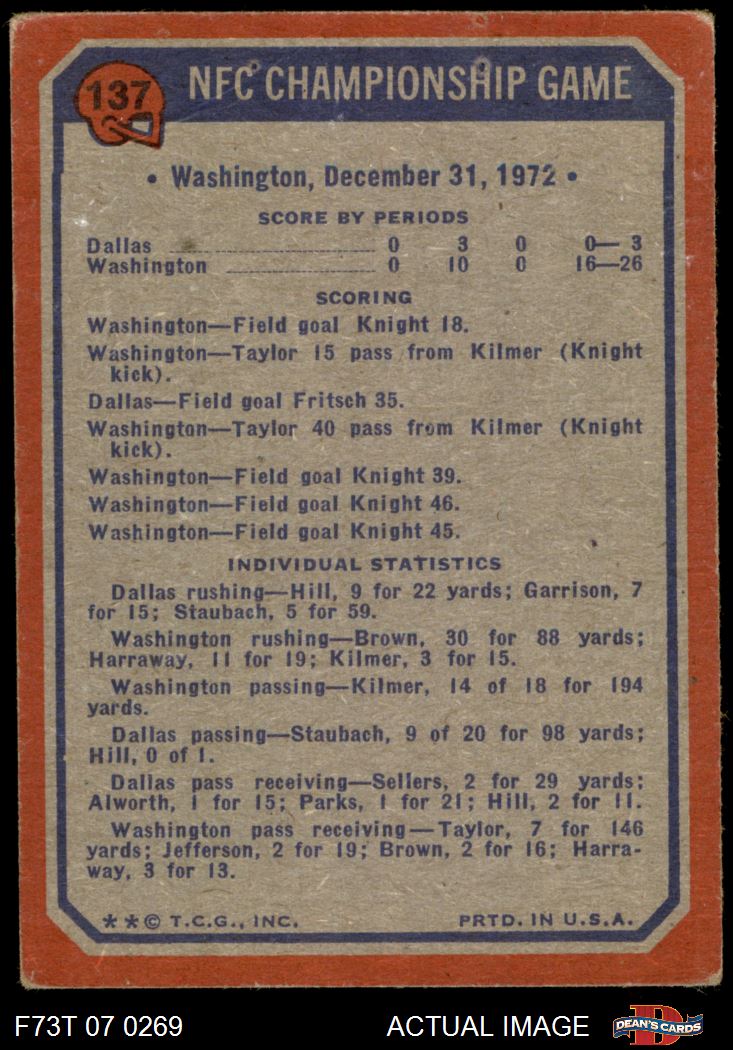 137
NFC CHAMPIONSHIP GAME
• Washington, December 31, 1972 •
SCORE BY PERIODS
Dallas 0 3 0 0— 3
Washington 0 10 0 16—26
SCORING
Washington—Field goal Knight 18.
Washington—Taylor 15 pass from Kilmer (Knight
kick).
Dallas—Field goal Fritsch 35.
Washington—Taylor 40 pass from Kilmer (Knight
kick).
Washington—Field goal Knight 39.
Washington—Field goal Knight 46.
Washington—Field goal Knight 45.
INDIVIDUAL STATISTICS
Dallas rushing—Hill, 9 for 22 yards; Garrison, 7
for 15; Staubach, 5 for 59.
Washington rushing—Brown, 30 for 88 yards;
Harraway, 11 for 19; Kilmer, 3 for 15.
Washington passing—Kilmer, 14 of 18 for 194
yards.
Dallas passing—Staubach, 9 of 20 for 98 yards;
Hill, 0 of 1.
Dallas pass receiving—Sellers, 2 for 29 yards;
Alworth, 1 for 15; Parks, 1 for 21; Hill, 2 for 11.
Washington pass receiving—Taylor, 7 for 146
yards; Jefferson, 2 for 19; Brown, 2 for 16; Harra-
way, 3 for 13.
**© T.C.G., INC. PRTD. IN U.S.A.
F73T 07 0269 ACTUAL IMAGE
D
DEAN'S CARDS